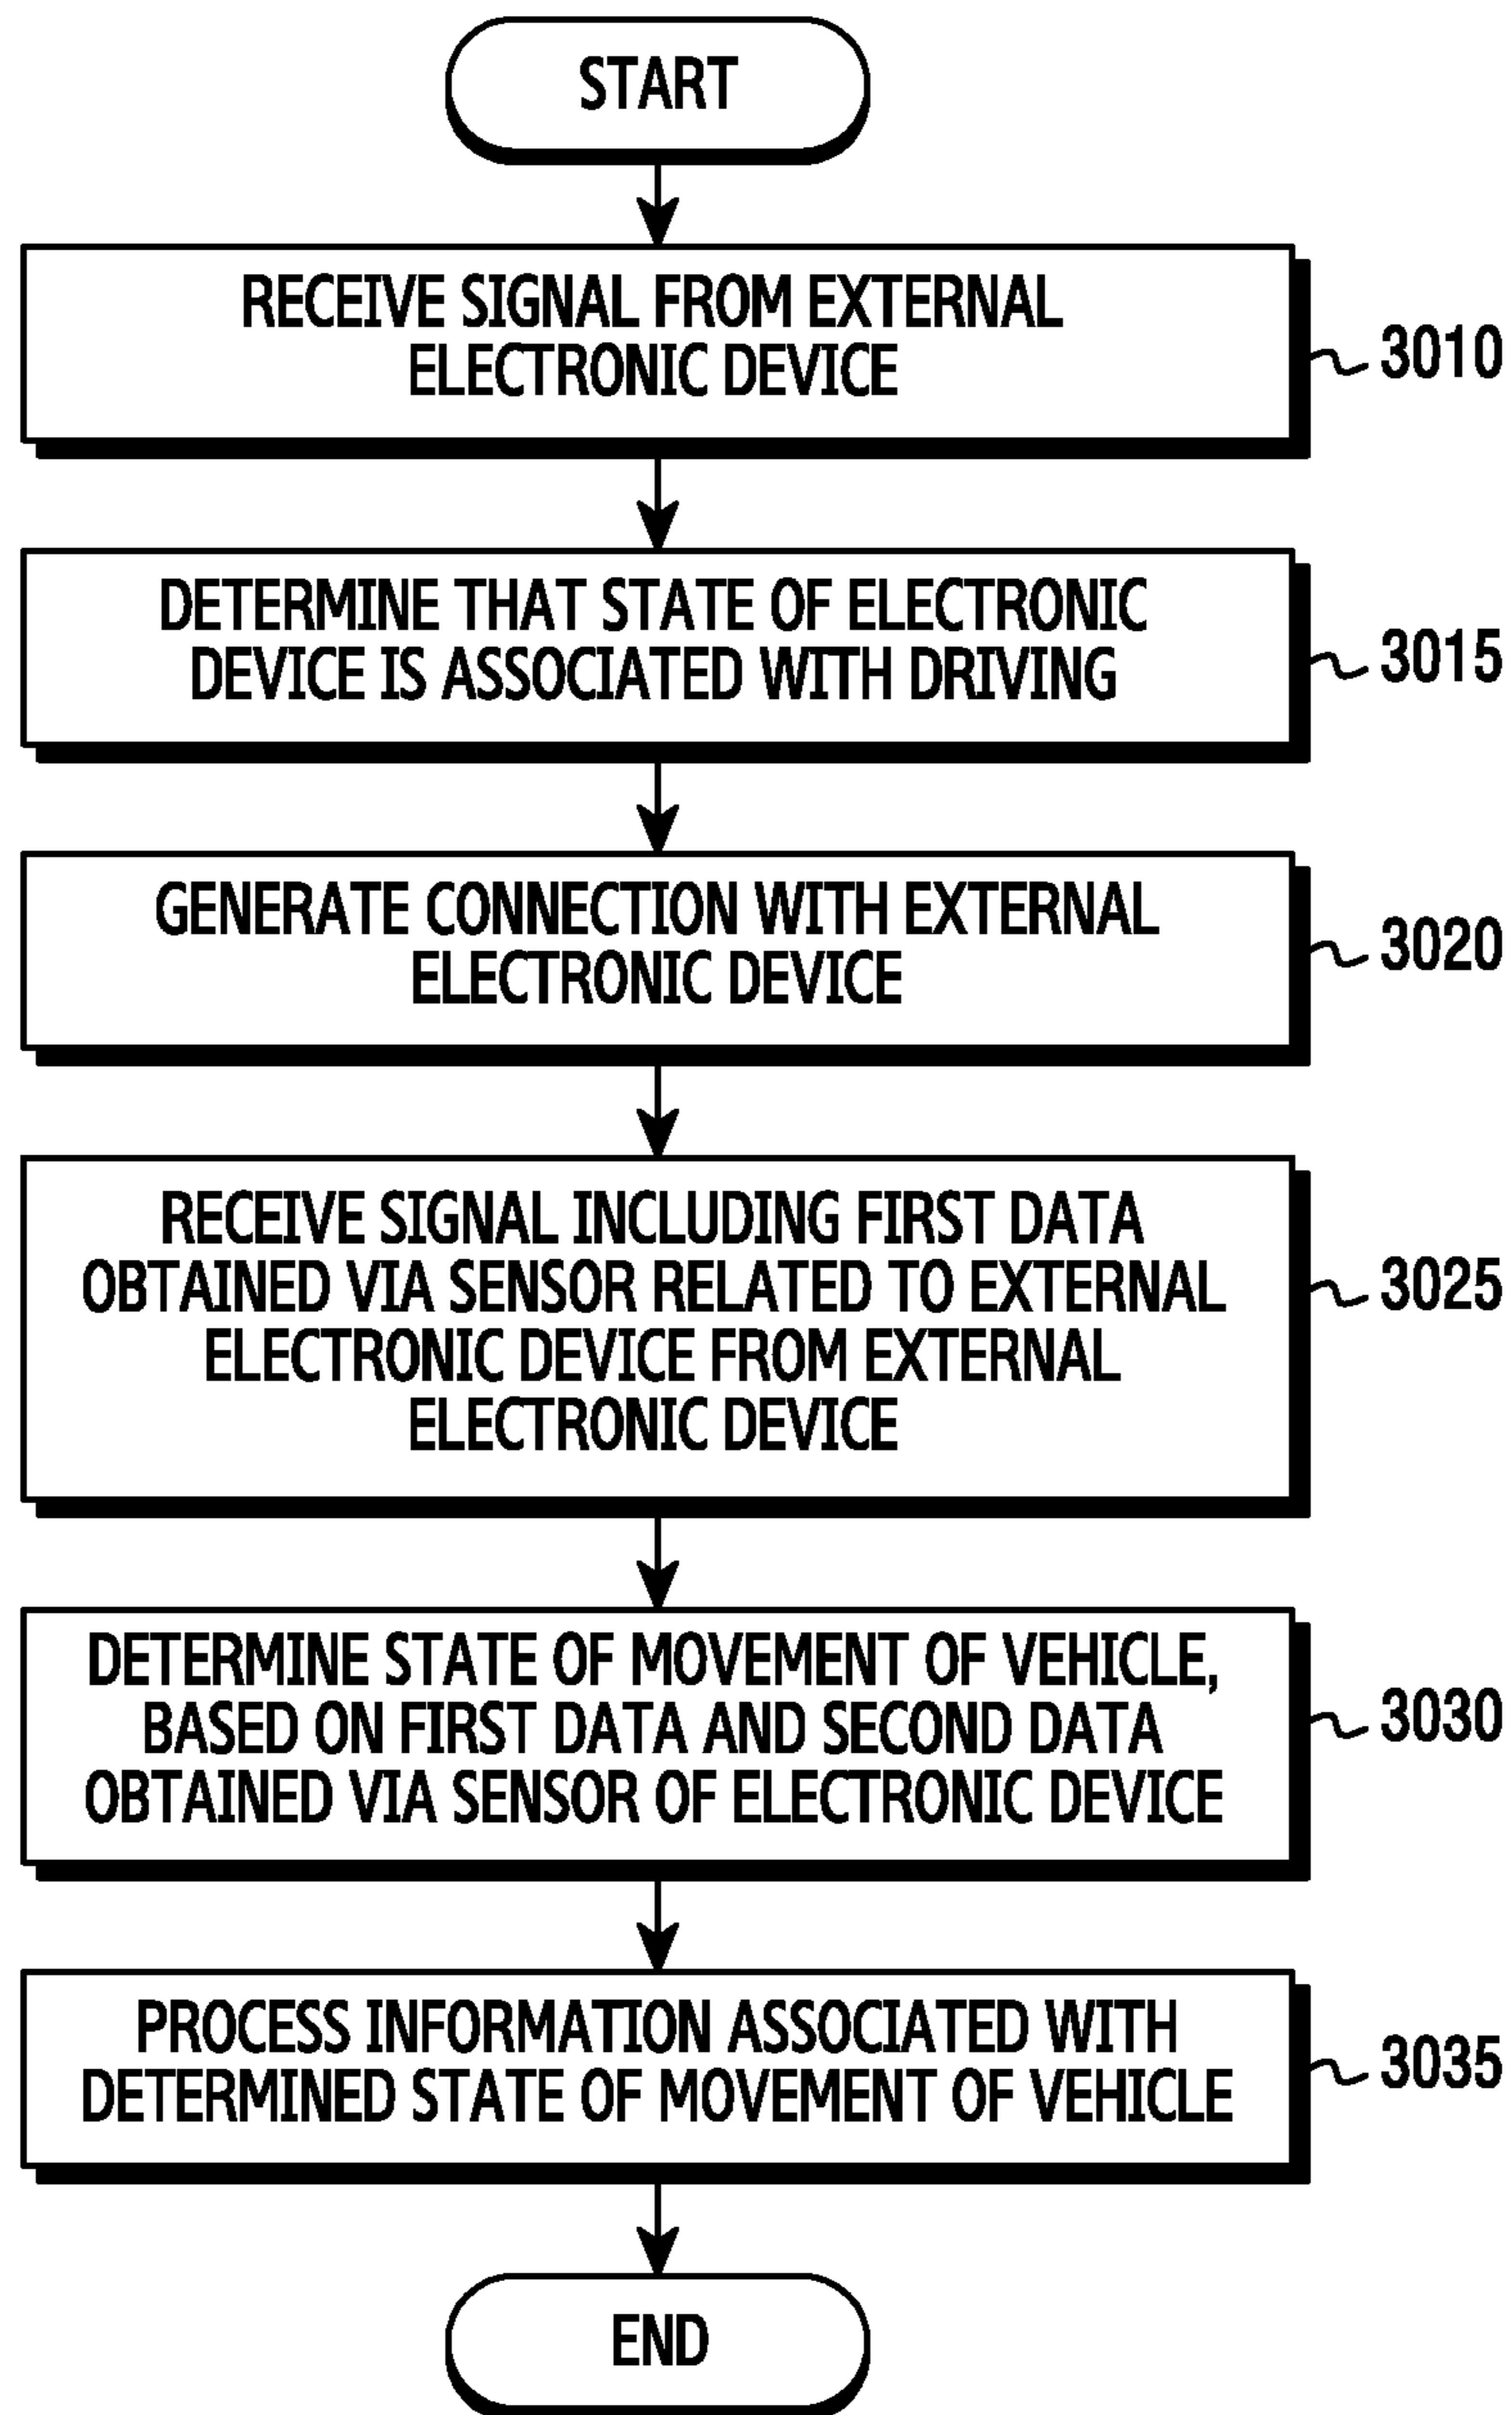 START
RECEIVE SIGNAL FROM EXTERNAL
ELECTRONIC DEVICE
3010
DETERMINE THAT STATE OF ELECTRONIC
DEVICE IS ASSOCIATED WITH DRIVING
3015
GENERATE CONNECTION WITH EXTERNAL
ELECTRONIC DEVICE
3020
RECEIVE SIGNAL INCLUDING FIRST DATA
OBTAINED VIA SENSOR RELATED TO EXTERNAL
ELECTRONIC DEVICE FROM EXTERNAL
ELECTRONIC DEVICE
3025
DETERMINE STATE OF MOVEMENT OF VEHICLE,
BASED ON FIRST DATA AND SECOND DATA
OBTAINED VIA SENSOR OF ELECTRONIC DEVICE
3030
PROCESS INFORMATION ASSOCIATED WITH
DETERMINED STATE OF MOVEMENT OF VEHICLE
3035
END